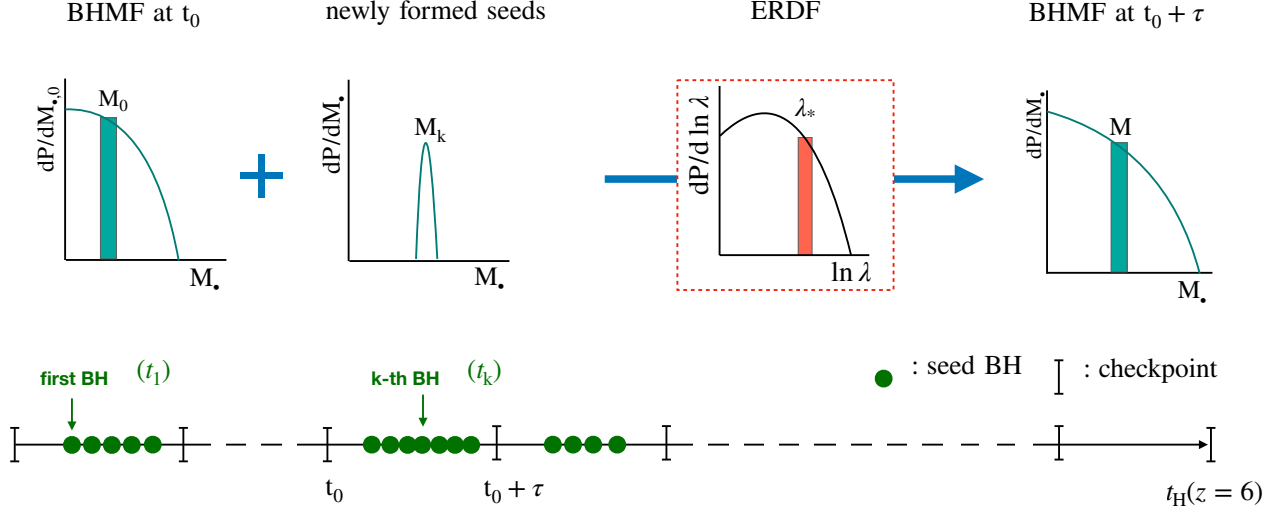 BHMF at t₀
newly formed seeds
ERDF
BHMF at t₀ + τ
dP/dM•,0
M₀
M•
dP/dM•
Mₖ
M•
dP/d ln λ
λ*
ln λ
dP/dM•
M
M•
first BH (t₁)
k-th BH (tₖ)
: seed BH
: checkpoint
t₀
t₀ + τ
t_H(z = 6)